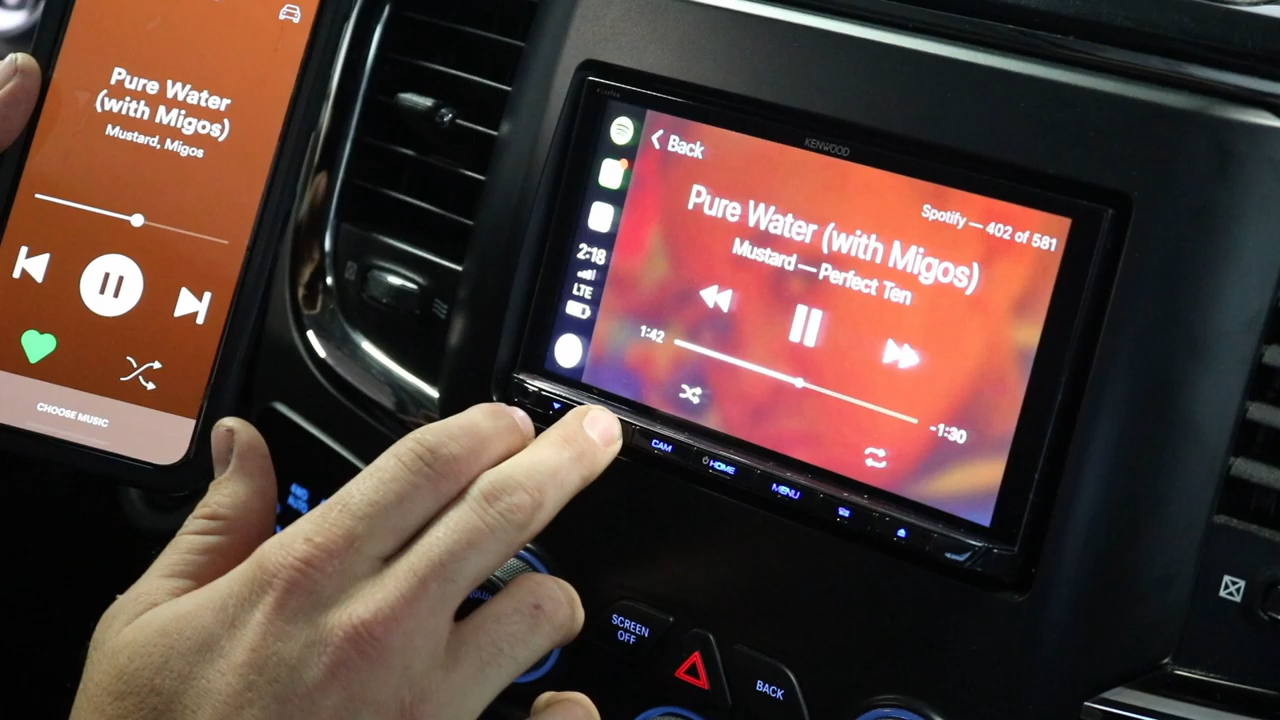 Pure Water
(with Migos)
Mustard, Migos
CHOOSE MUSIC
KENWOOD
Back
Spotify — 402 of 581
Pure Water (with Migos)
Mustard — Perfect Ten
2:18
LTE
1:42
-1:30
CAM
HOME
MENU
SCREEN
OFF
BACK